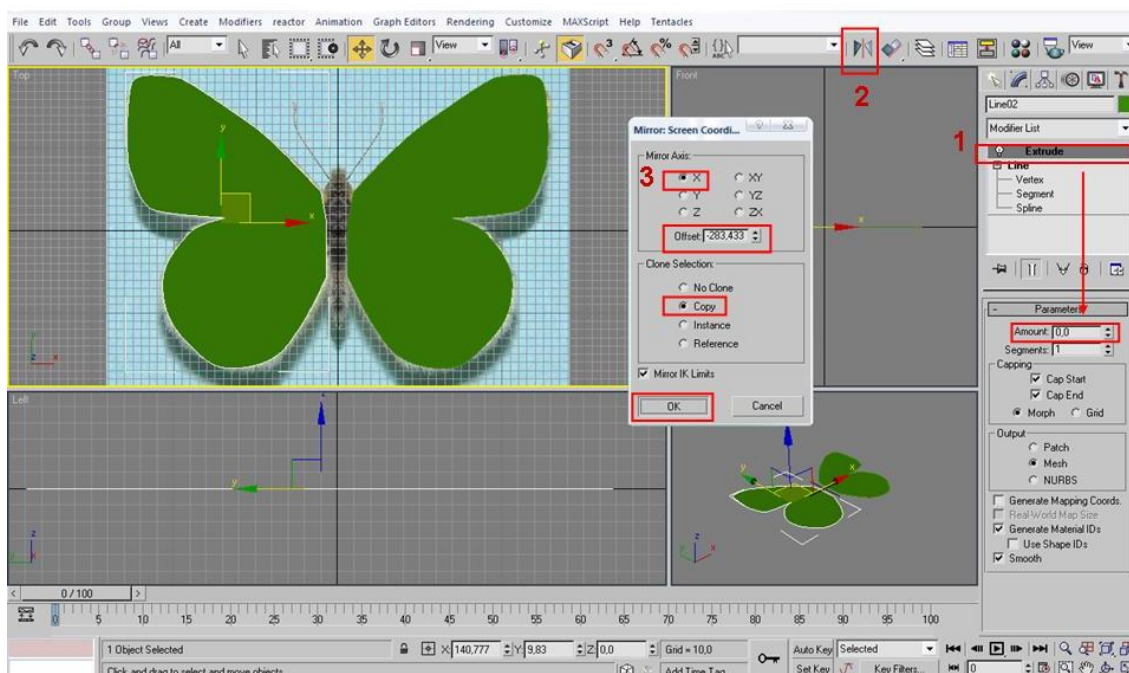 File Edit Tools Group Views Create Modifiers reactor Animation Graph Editors Rendering Customize MAXScript Help Tentacles
All
View
3
%
ABC
View
2
Top
Front
Line02
Modifier List
1
Extrude
Line
Vertex
Segment
Spline
Mirror: Screen Coordi...
Mirror Axis:
3
X XY
Y YZ
Z ZX
Offset: -283,433
Clone Selection:
No Clone
Copy
Instance
Reference
Mirror IK Limits
OK Cancel
y
x
z
x
x
- Parameters
Amount: 0,0
Segments: 1
Capping
Cap Start
Cap End
Morph Grid
Output
Patch
Mesh
NURBS
Generate Mapping Coords.
Real-World Map Size
Generate Material IDs
Use Shape IDs
Smooth
Left
y
z
y
x
z
x
0 / 100
0 5 10 15 20 25 30 35 40 45 50 55 60 65 70 75 80 85 90 95 100
1 Object Selected
X: 140,777 Y: 9,83 Z: 0,0
Grid = 10,0
Auto Key Selected
Click and drag to select and move objects
Add Time Tag
Set Key Key Filters...
0